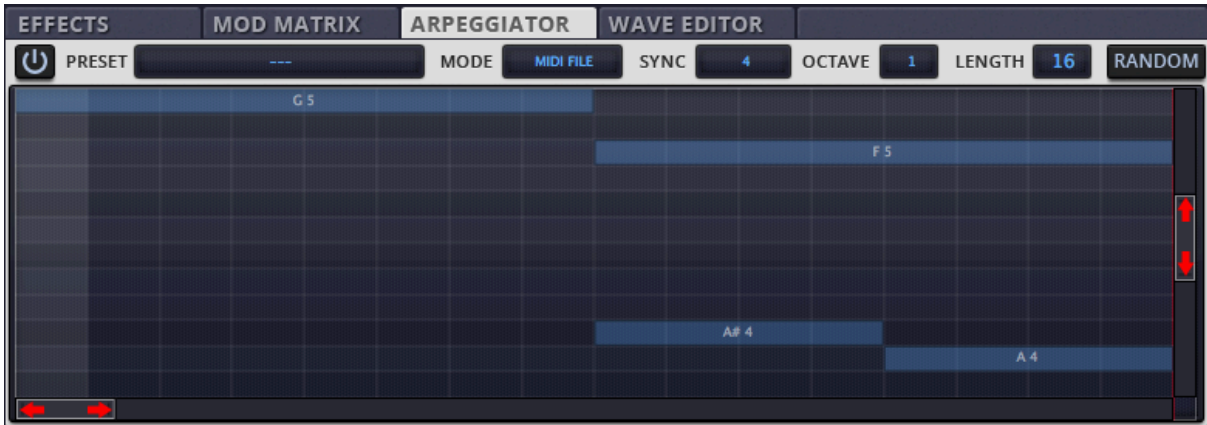 EFFECTS MOD MATRIX ARPEGGIATOR WAVE EDITOR
PRESET --- MODE MIDI FILE SYNC 4 OCTAVE 1 LENGTH 16 RANDOM
G 5
F 5
A# 4
A 4